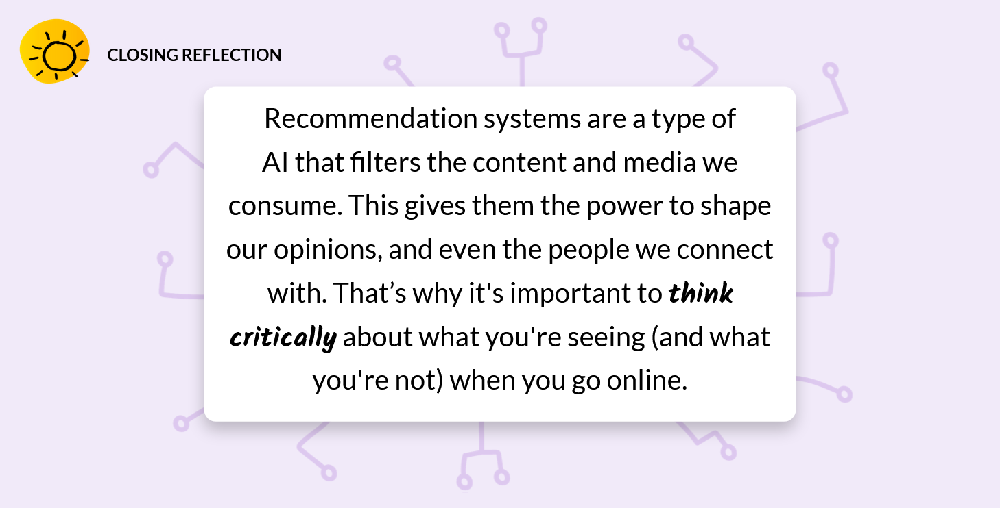 CLOSING REFLECTION
Recommendation systems are a type of
AI that filters the content and media we
consume. This gives them the power to shape
our opinions, and even the people we connect
with. That’s why it's important to think
critically about what you're seeing (and what
you're not) when you go online.